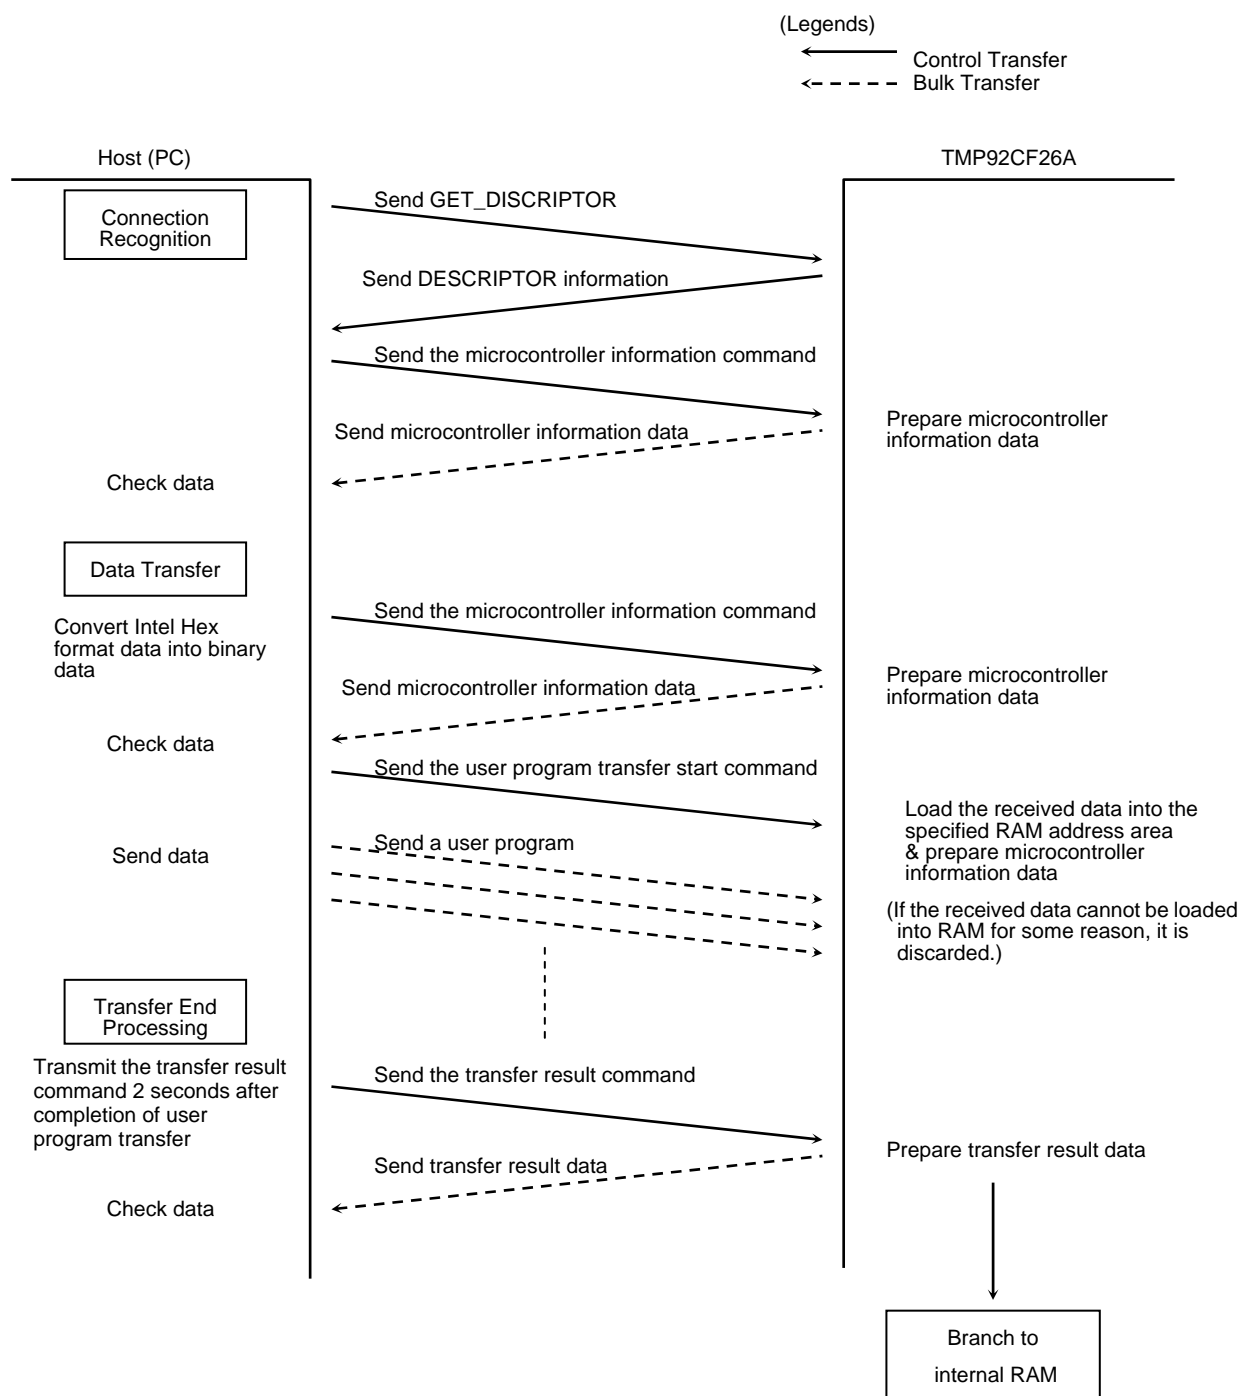 (Legends)
Control Transfer
Bulk Transfer
Host (PC)
TMP92CF26A
Connection
Recognition
Send GET_DISCRIPTOR
Send DESCRIPTOR information
Send the microcontroller information command
Send microcontroller information data
Prepare microcontroller
information data
Check data
Data Transfer
Convert Intel Hex
format data into binary
data
Send the microcontroller information command
Send microcontroller information data
Prepare microcontroller
information data
Check data
Send the user program transfer start command
Send data
Send a user program
Load the received data into the
specified RAM address area
& prepare microcontroller
information data
(If the received data cannot be loaded
into RAM for some reason, it is
discarded.)
Transfer End
Processing
Transmit the transfer result
command 2 seconds after
completion of user
program transfer
Send the transfer result command
Send transfer result data
Prepare transfer result data
Check data
Branch to
internal RAM